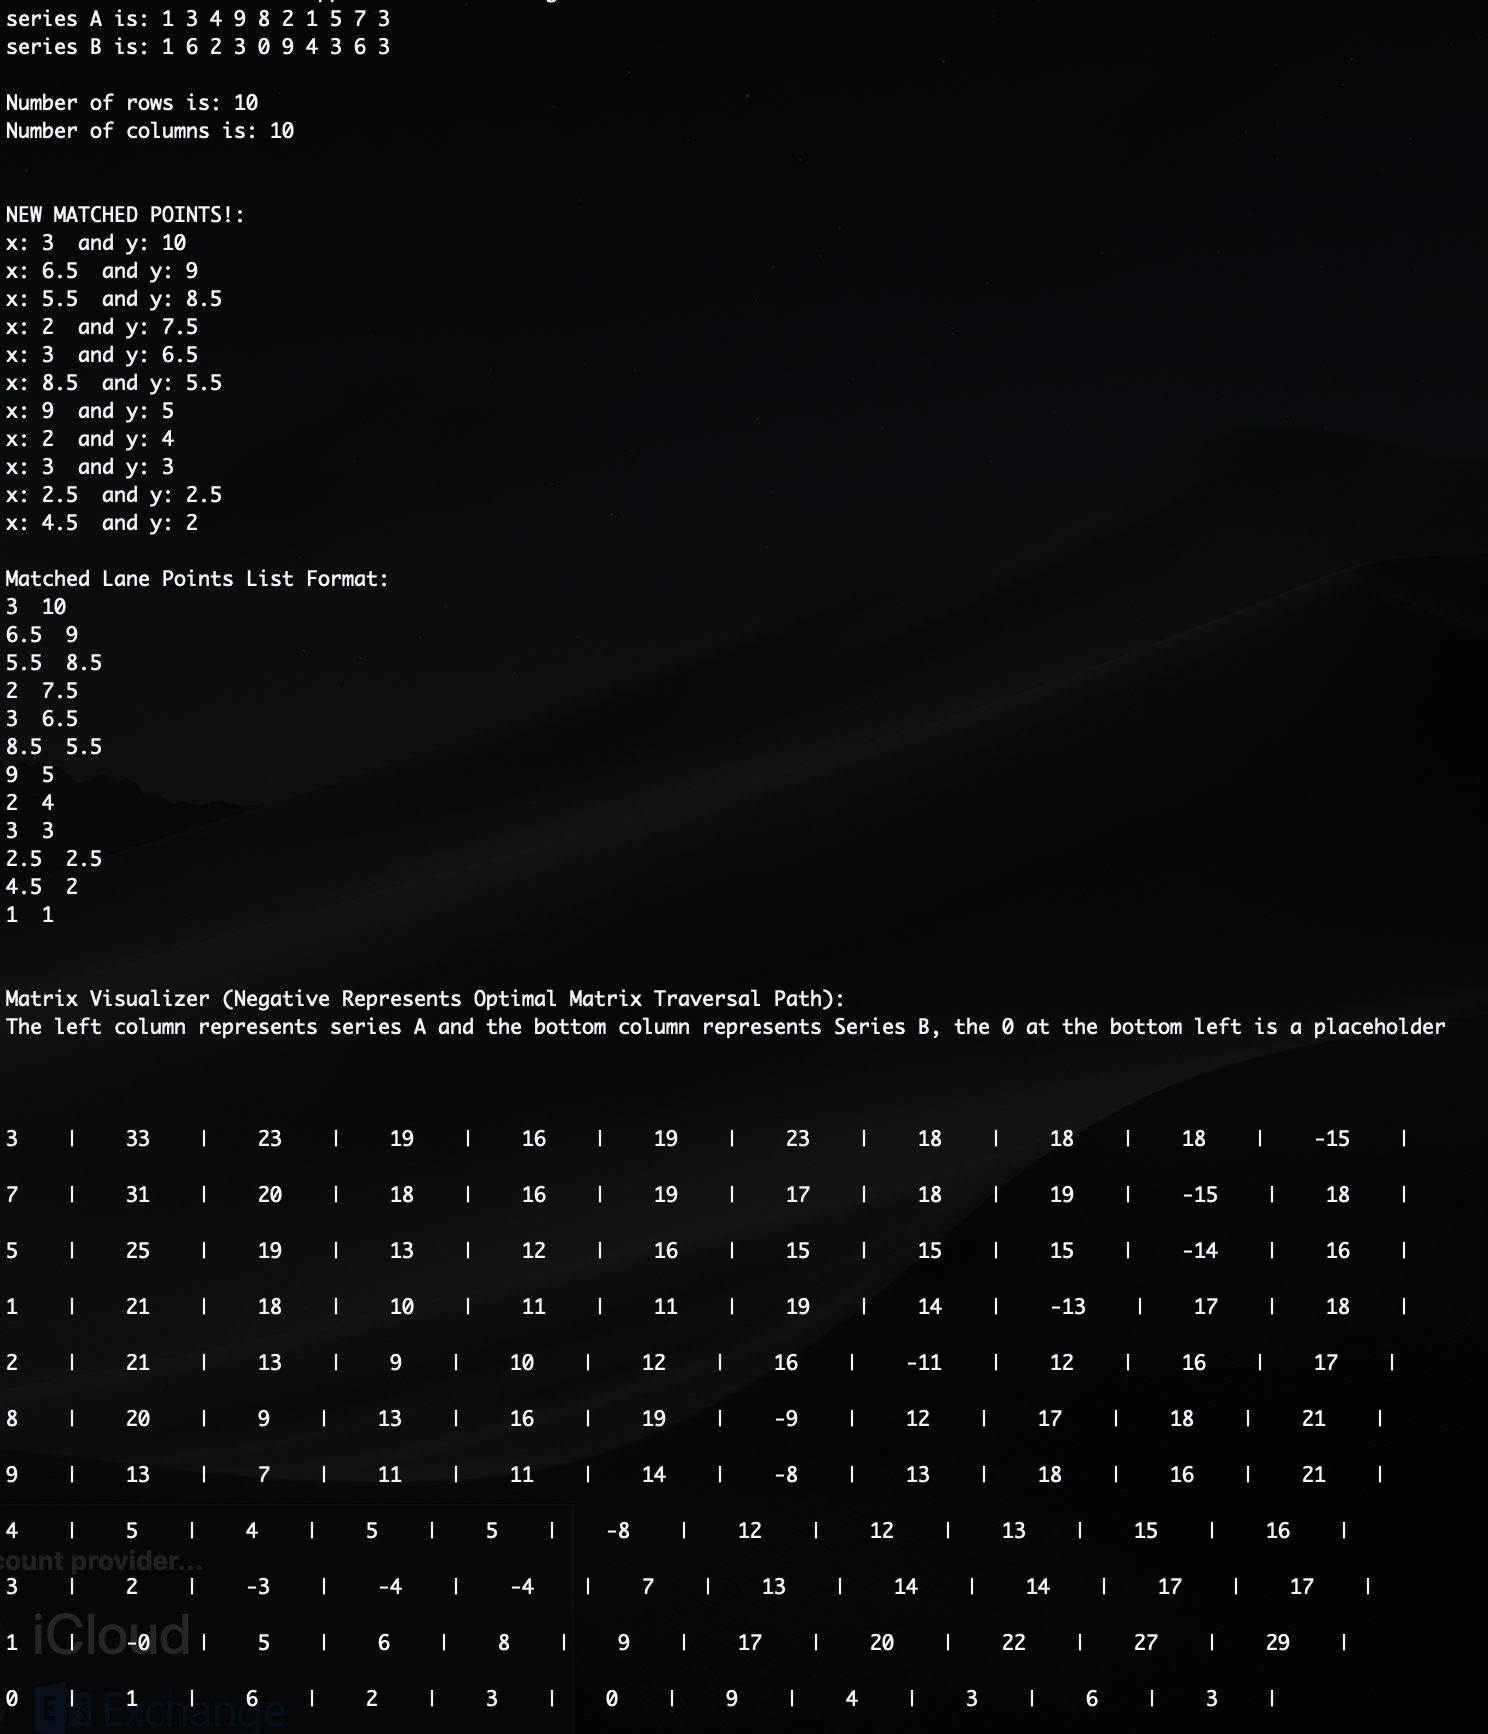 series A is: 1 3 4 9 8 2 1 5 7 3
series B is: 1 6 2 3 0 9 4 3 6 3
Number of rows is: 10
Number of columns is: 10
NEW MATCHED POINTS!:
x: 3  and y: 10
x: 6.5  and y: 9
x: 5.5  and y: 8.5
x: 2  and y: 7.5
x: 3  and y: 6.5
x: 8.5  and y: 5.5
x: 9  and y: 5
x: 2  and y: 4
x: 3  and y: 3
x: 2.5  and y: 2.5
x: 4.5  and y: 2
Matched Lane Points List Format:
3  10
6.5  9
5.5  8.5
2  7.5
3  6.5
8.5  5.5
9  5
2  4
3  3
2.5  2.5
4.5  2
1  1
Matrix Visualizer (Negative Represents Optimal Matrix Traversal Path):
The left column represents series A and the bottom column represents Series B, the 0 at the bottom left is a placeholder
3 | 33 | 23 | 19 | 16 | 19 | 23 | 18 | 18 | 18 | -15 |
7 | 31 | 20 | 18 | 16 | 19 | 17 | 18 | 19 | -15 | 18 |
5 | 25 | 19 | 13 | 12 | 16 | 15 | 15 | 15 | -14 | 16 |
1 | 21 | 18 | 10 | 11 | 11 | 19 | 14 | -13 | 17 | 18 |
2 | 21 | 13 | 9 | 10 | 12 | 16 | -11 | 12 | 16 | 17 |
8 | 20 | 9 | 13 | 16 | 19 | -9 | 12 | 17 | 18 | 21 |
9 | 13 | 7 | 11 | 11 | 14 | -8 | 13 | 18 | 16 | 21 |
4 | 5 | 4 | 5 | 5 | -8 | 12 | 12 | 13 | 15 | 16 |
count provider...
3 | 2 | -3 | -4 | -4 | 7 | 13 | 14 | 14 | 17 | 17 |
iCloud
1 | -0 | 5 | 6 | 8 | 9 | 17 | 20 | 22 | 27 | 29 |
0 | 1 | 6 | 2 | 3 | 0 | 9 | 4 | 3 | 6 | 3 |
Exchange